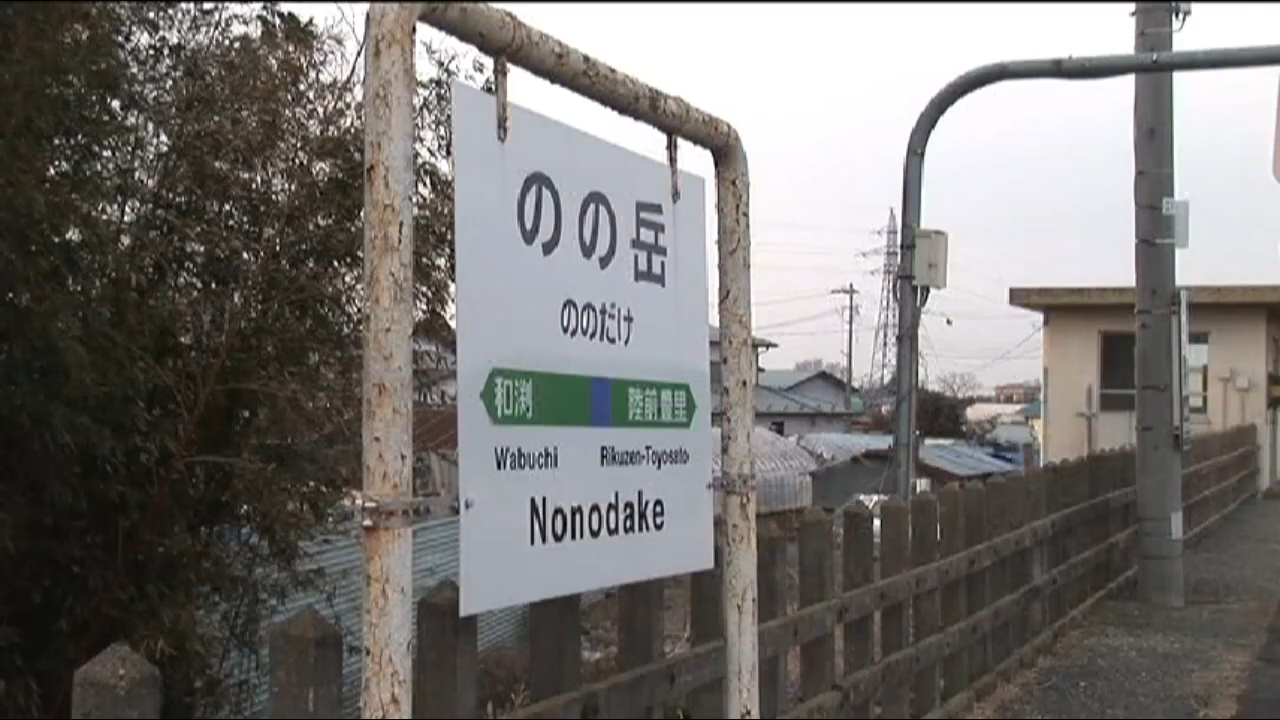 のの岳
ののだけ
和渕 陸前豊里
Wabuchi Rikuzen-Toyosato
Nonodake